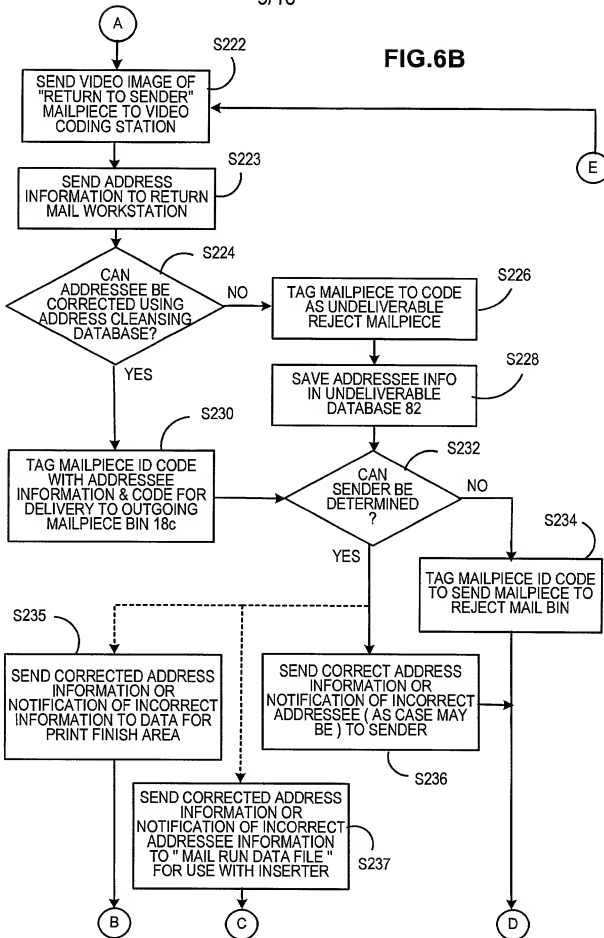 A
S222
FIG.6B
SEND VIDEO IMAGE OF
"RETURN TO SENDER"
MAILPIECE TO VIDEO
CODING STATION
E
S223
SEND ADDRESS
INFORMATION TO RETURN
MAIL WORKSTATION
S224
CAN
ADDRESSEE BE
CORRECTED USING
ADDRESS CLEANSING
DATABASE?
NO
YES
S226
TAG MAILPIECE TO CODE
AS UNDELIVERABLE
REJECT MAILPIECE
S228
SAVE ADDRESSEE INFO
IN UNDELIVERABLE
DATABASE 82
S230
TAG MAILPIECE ID CODE
WITH ADDRESSEE
INFORMATION & CODE FOR
DELIVERY TO OUTGOING
MAILPIECE BIN 18c
S232
CAN
SENDER BE
DETERMINED
?
NO
YES
S234
TAG MAILPIECE ID CODE
TO SEND MAILPIECE TO
REJECT MAIL BIN
S235
SEND CORRECTED ADDRESS
INFORMATION OR
NOTIFICATION OF INCORRECT
INFORMATION TO DATA FOR
PRINT FINISH AREA
SEND CORRECT ADDRESS
INFORMATION OR
NOTIFICATION OF INCORRECT
ADDRESSEE ( AS CASE MAY
BE ) TO SENDER
S236
SEND CORRECTED ADDRESS
INFORMATION OR
NOTIFICATION OF INCORRECT
ADDRESSEE INFORMATION
TO " MAIL RUN DATA FILE "
FOR USE WITH INSERTER
S237
B
C
D